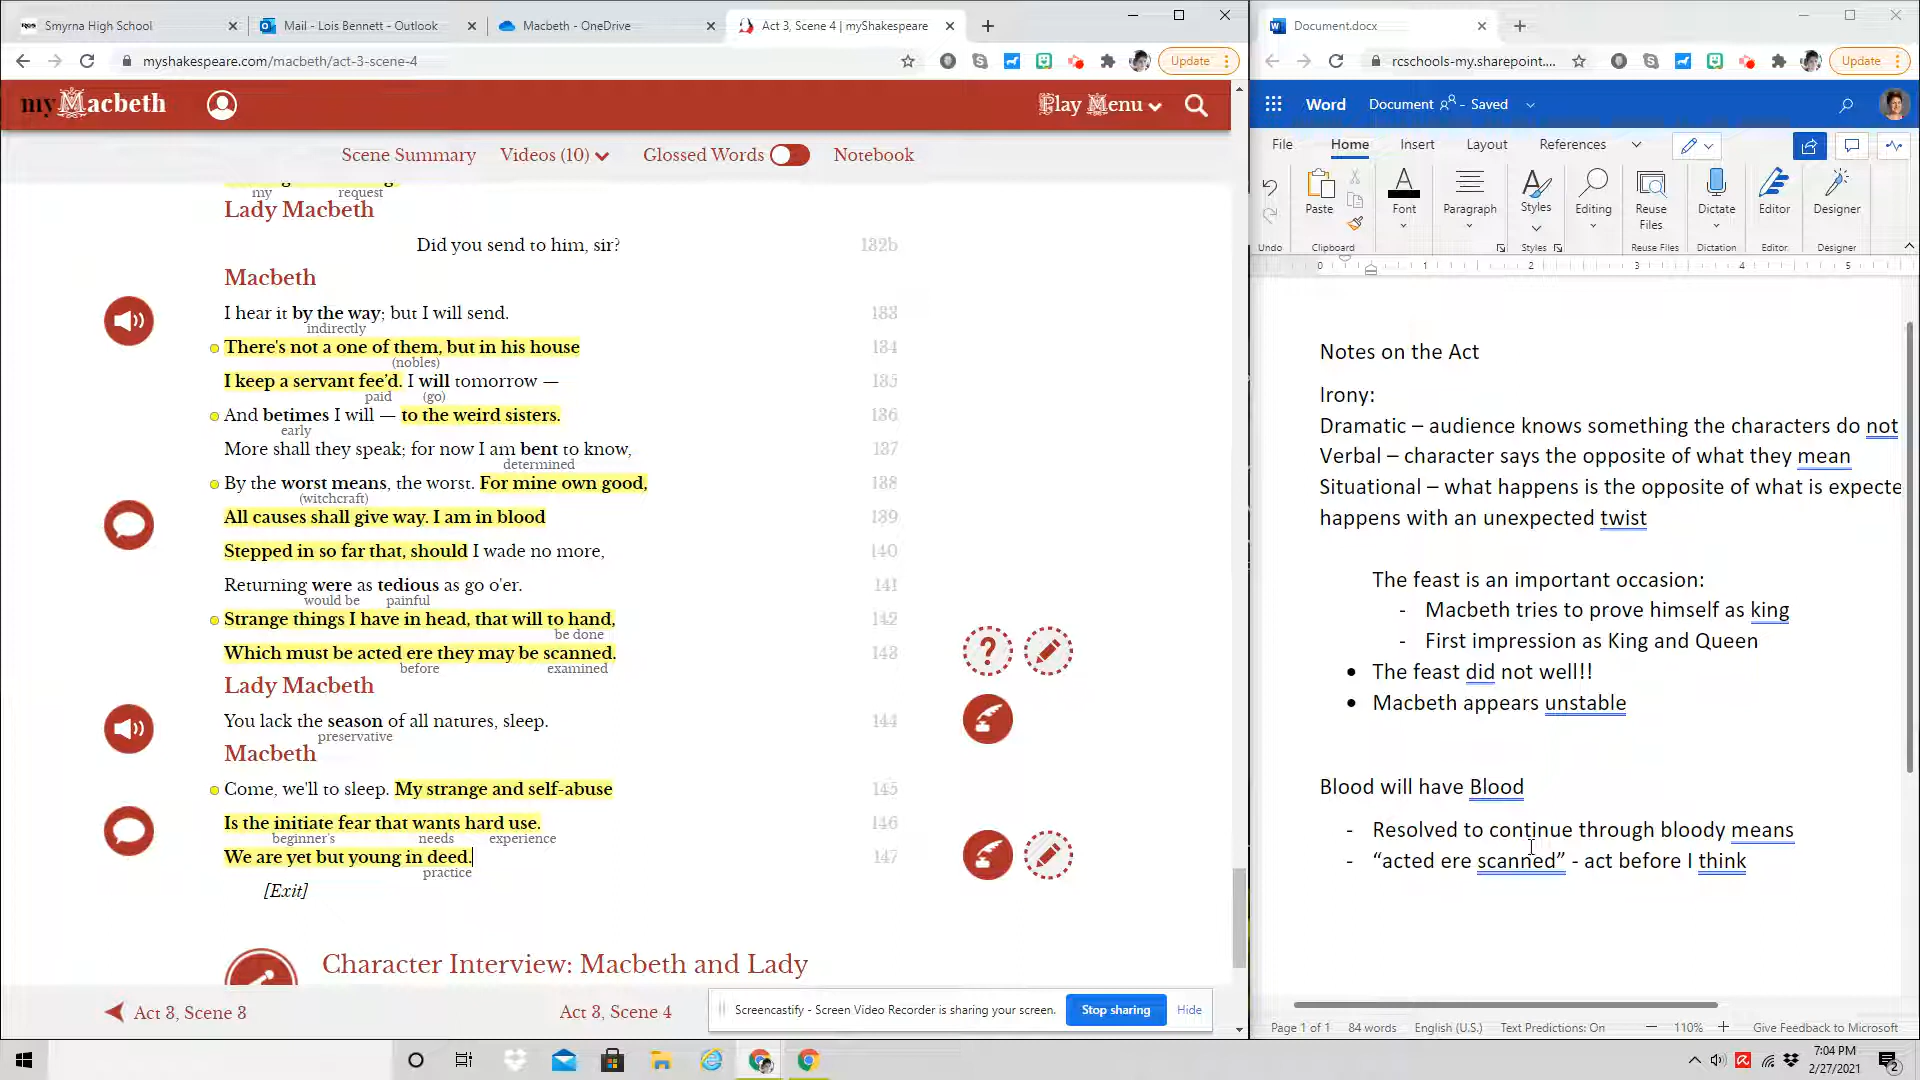 Smyrna High School
Mail - Lois Bennett - Outlook
Macbeth - OneDrive
Act 3, Scene 4 | myShakespeare
myshakespeare.com/macbeth/act-3-scene-4
Update
myMacbeth
Play Menu
Scene Summary
Videos (10)
Glossed Words
Notebook
my request
Lady Macbeth
Did you send to him, sir? 132b
Macbeth
I hear it by the way; but I will send. 133
indirectly
There's not a one of them, but in his house 134
(nobles)
I keep a servant fee'd. I will tomorrow — 135
paid (go)
And betimes I will — to the weird sisters. 136
early
More shall they speak; for now I am bent to know, 137
determined
By the worst means, the worst. For mine own good, 138
(witchcraft)
All causes shall give way. I am in blood 139
Stepped in so far that, should I wade no more, 140
Returning were as tedious as go o'er. 141
would be painful
Strange things I have in head, that will to hand, 142
be done
Which must be acted ere they may be scanned. 143
before examined
Lady Macbeth
You lack the season of all natures, sleep. 144
preservative
Macbeth
Come, we'll to sleep. My strange and self-abuse 145
Is the initiate fear that wants hard use. 146
beginner's needs experience
We are yet but young in deed. 147
practice
[Exit]
Character Interview: Macbeth and Lady
Act 3, Scene 3
Act 3, Scene 4
Screencastify - Screen Video Recorder is sharing your screen.
Stop sharing
Hide
Document.docx
rcschools-my.sharepoint....
Update
Word
Document - Saved
File Home Insert Layout References
Paste Font Paragraph Styles Editing Reuse Files Dictate Editor Designer
Undo Clipboard Styles Reuse Files Dictation Editor Designer
0 1 2 3 4 5
Notes on the Act
Irony:
Dramatic – audience knows something the characters do not
Verbal – character says the opposite of what they mean
Situational – what happens is the opposite of what is expecte
happens with an unexpected twist
The feast is an important occasion:
- Macbeth tries to prove himself as king
- First impression as King and Queen
• The feast did not well!!
• Macbeth appears unstable
Blood will have Blood
- Resolved to continue through bloody means
- “acted ere scanned” - act before I think
Page 1 of 1 84 words English (U.S.) Text Predictions: On 110% Give Feedback to Microsoft
7:04 PM
2/27/2021
2